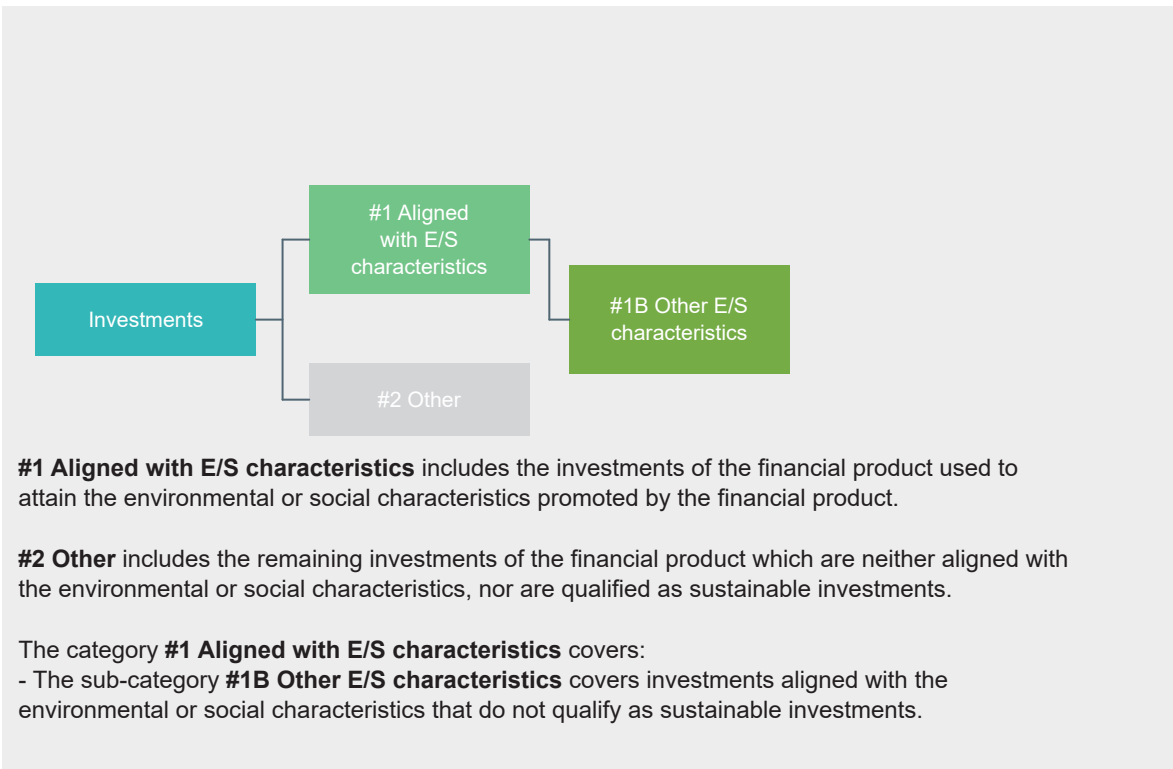 #1 Aligned
with E/S
characteristics
Investments
#1B Other E/S
characteristics
#2 Other
#1 Aligned with E/S characteristics includes the investments of the financial product used to
attain the environmental or social characteristics promoted by the financial product.
#2 Other includes the remaining investments of the financial product which are neither aligned with
the environmental or social characteristics, nor are qualified as sustainable investments.
The category #1 Aligned with E/S characteristics covers:
- The sub-category #1B Other E/S characteristics covers investments aligned with the
environmental or social characteristics that do not qualify as sustainable investments.